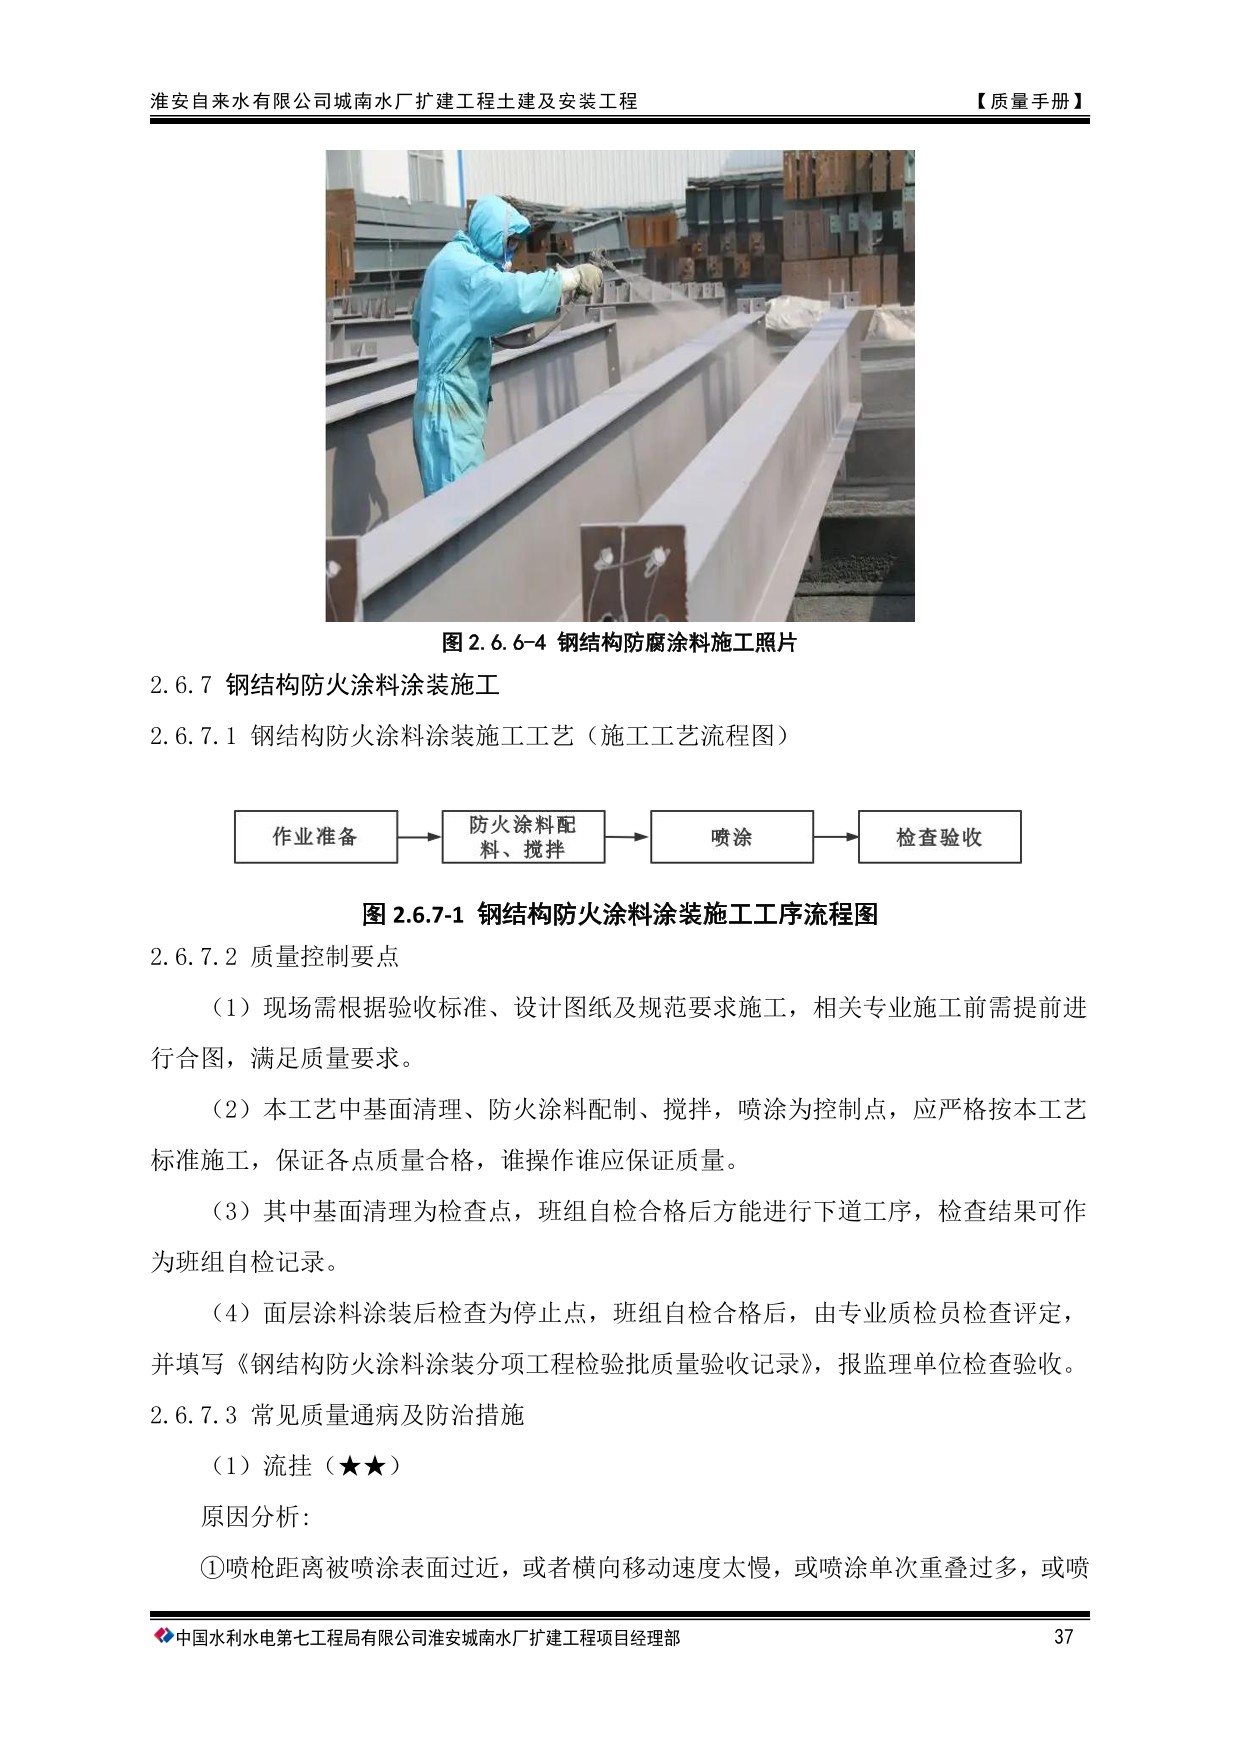 淮安自来水有限公司城南水厂扩建工程土建及安装工程 【质量手册】
图 2.6.6-4 钢结构防腐涂料施工照片
2.6.7 钢结构防火涂料涂装施工
2.6.7.1 钢结构防火涂料涂装施工工艺（施工工艺流程图）
作业准备
防火涂料配
料、搅拌
喷涂
检查验收
图 2.6.7-1 钢结构防火涂料涂装施工工序流程图
2.6.7.2 质量控制要点
（1）现场需根据验收标准、设计图纸及规范要求施工，相关专业施工前需提前进
行合图，满足质量要求。
（2）本工艺中基面清理、防火涂料配制、搅拌，喷涂为控制点，应严格按本工艺
标准施工，保证各点质量合格，谁操作谁应保证质量。
（3）其中基面清理为检查点，班组自检合格后方能进行下道工序，检查结果可作
为班组自检记录。
（4）面层涂料涂装后检查为停止点，班组自检合格后，由专业质检员检查评定，
并填写《钢结构防火涂料涂装分项工程检验批质量验收记录》，报监理单位检查验收。
2.6.7.3 常见质量通病及防治措施
（1）流挂（★★）
原因分析:
①喷枪距离被喷涂表面过近，或者横向移动速度太慢，或喷涂单次重叠过多，或喷
中国水利水电第七工程局有限公司淮安城南水厂扩建工程项目经理部 37